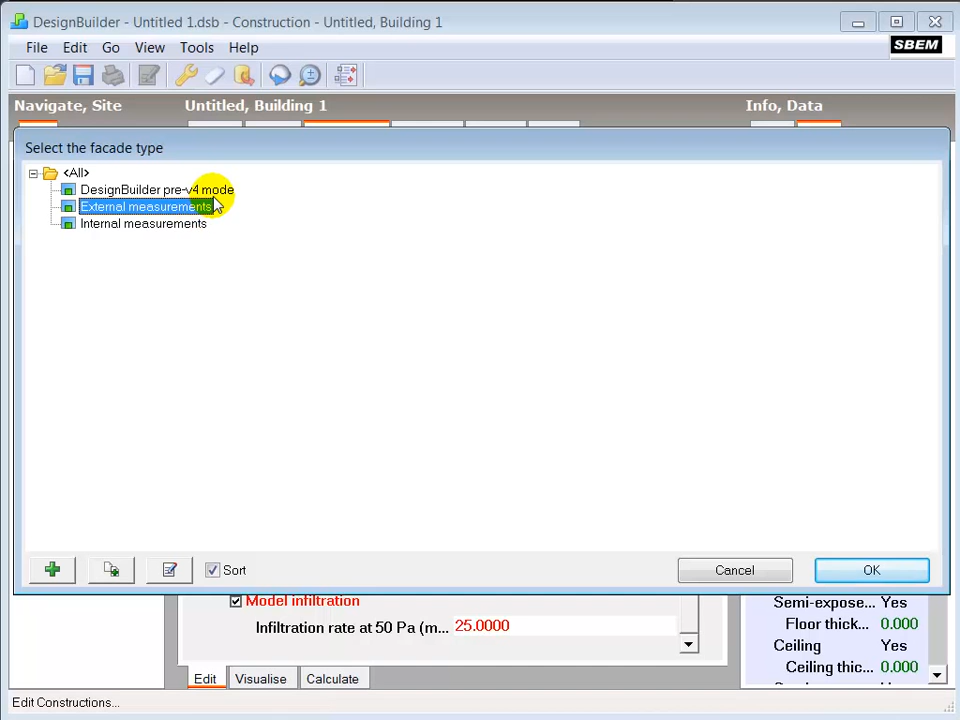 DesignBuilder - Untitled 1.dsb - Construction - Untitled, Building 1
File Edit Go View Tools Help
SBEM
Navigate, Site
Untitled, Building 1
Info, Data
Select the facade type
<All>
DesignBuilder pre-v4 mode
External measurements
Internal measurements
Sort
Cancel
OK
Model infiltration
Infiltration rate at 50 Pa (m... 25.0000
Semi-expose... Yes
Floor thick... 0.000
Ceiling Yes
Ceiling thic... 0.000
Edit Visualise Calculate
Edit Constructions...